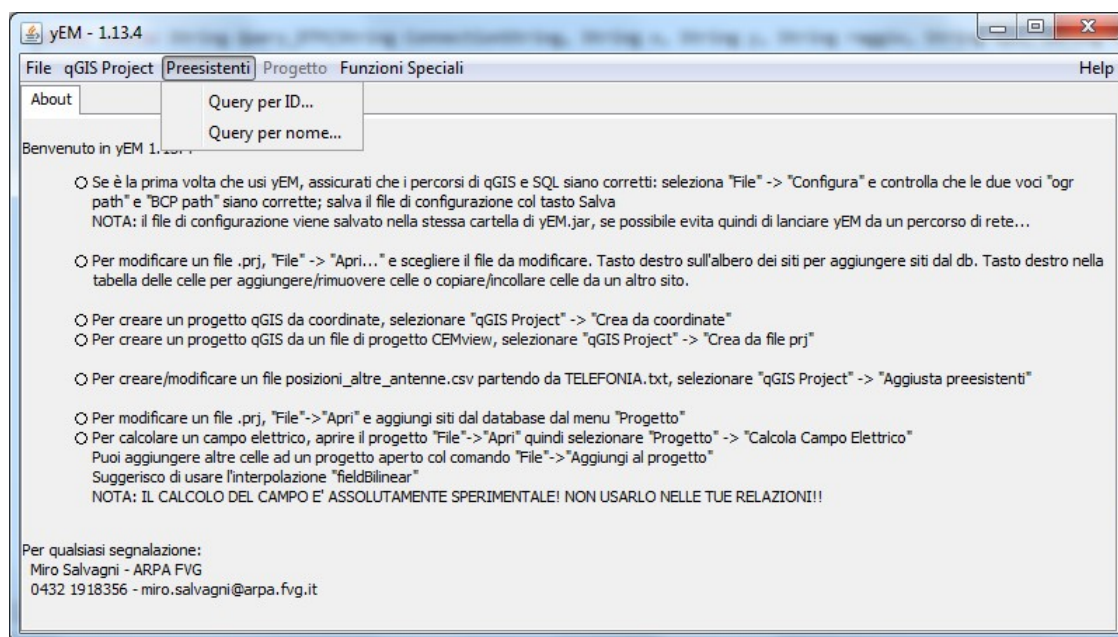 yEM - 1.13.4
File qGIS Project Preesistenti Progetto Funzioni Speciali Help
About
Query per ID...
Query per nome...
Benvenuto in yEM 1.13.4
Se è la prima volta che usi yEM, assicurati che i percorsi di qGIS e SQL siano corretti: seleziona "File" -> "Configura" e controlla che le due voci "ogr
path" e "BCP path" siano corrette; salva il file di configurazione col tasto Salva
NOTA: il file di configurazione viene salvato nella stessa cartella di yEM.jar, se possibile evita quindi di lanciare yEM da un percorso di rete...
Per modificare un file .prj, "File" -> "Apri..." e scegliere il file da modificare. Tasto destro sull'albero dei siti per aggiungere siti dal db. Tasto destro nella
tabella delle celle per aggiungere/rimuovere celle o copiare/incollare celle da un altro sito.
Per creare un progetto qGIS da coordinate, selezionare "qGIS Project" -> "Crea da coordinate"
Per creare un progetto qGIS da un file di progetto CEMview, selezionare "qGIS Project" -> "Crea da file prj"
Per creare/modificare un file posizioni_altre_antenne.csv partendo da TELEFONIA.txt, selezionare "qGIS Project" -> "Aggiusta preesistenti"
Per modificare un file .prj, "File"->"Apri" e aggiungi siti dal database dal menu "Progetto"
Per calcolare un campo elettrico, aprire il progetto "File"->"Apri" quindi selezionare "Progetto" -> "Calcola Campo Elettrico"
Puoi aggiungere altre celle ad un progetto aperto col comando "File"->"Aggiungi al progetto"
Suggerisco di usare l'interpolazione "fieldBilinear"
NOTA: IL CALCOLO DEL CAMPO E' ASSOLUTAMENTE SPERIMENTALE! NON USARLO NELLE TUE RELAZIONI!!
Per qualsiasi segnalazione:
Miro Salvagni - ARPA FVG
0432 1918356 - miro.salvagni@arpa.fvg.it